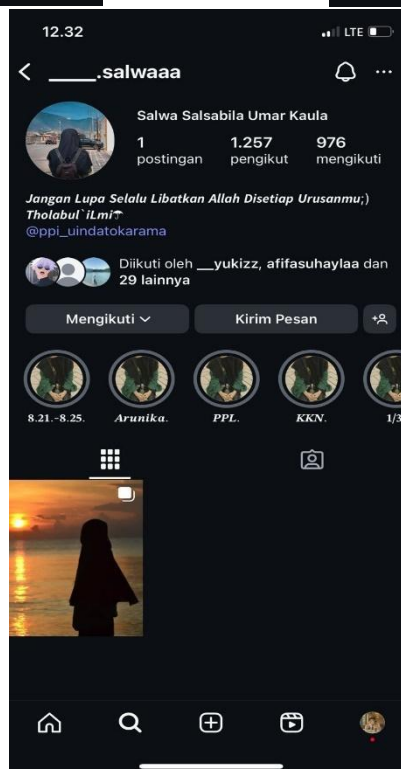 12.32
LTE
____.salwaaa
Salwa Salsabila Umar Kaula
1 1.257 976
postingan pengikut mengikuti
Jangan Lupa Selalu Libatkan Allah Disetiap Urusanmu;)
Tholabul`iLmi☂
@ppi_uindatokarama
Diikuti oleh __yukizz, afifasuhaylaa dan
29 lainnya
Mengikuti Kirim Pesan
8.21.-8.25. Arunika. PPL. KKN. 1/3